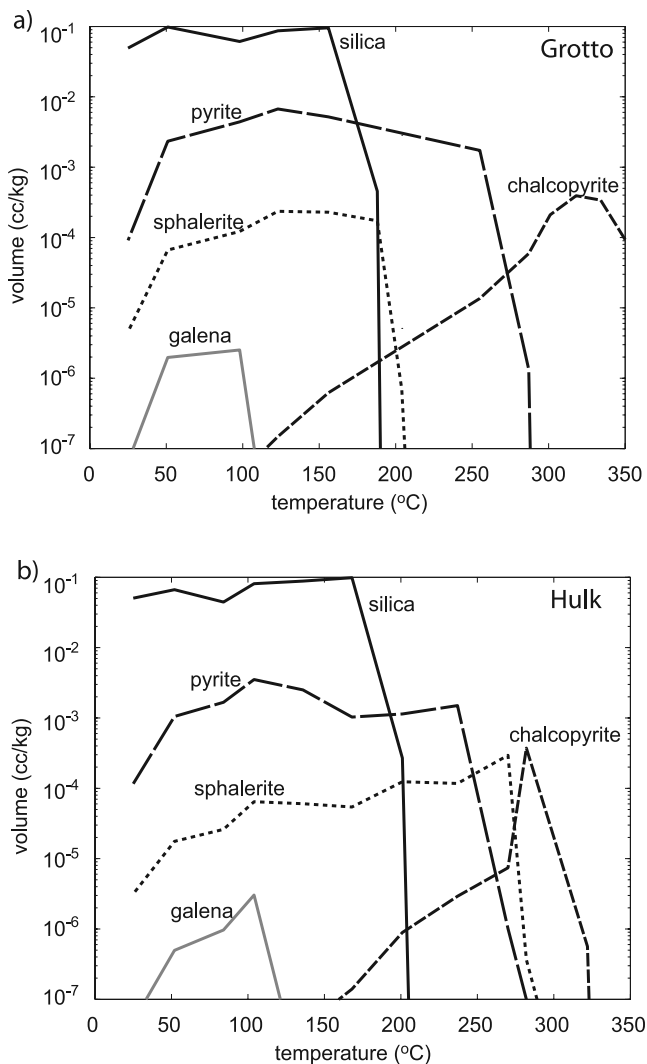 a)
Grotto
silica
pyrite
chalcopyrite
sphalerite
galena
volume (cc/kg)
10-1
10-2
10-3
10-4
10-5
10-6
10-7
0 50 100 150 200 250 300 350
temperature (oC)
b)
Hulk
silica
pyrite
chalcopyrite
sphalerite
galena
volume (cc/kg)
10-1
10-2
10-3
10-4
10-5
10-6
10-7
0 50 100 150 200 250 300 350
temperature (oC)